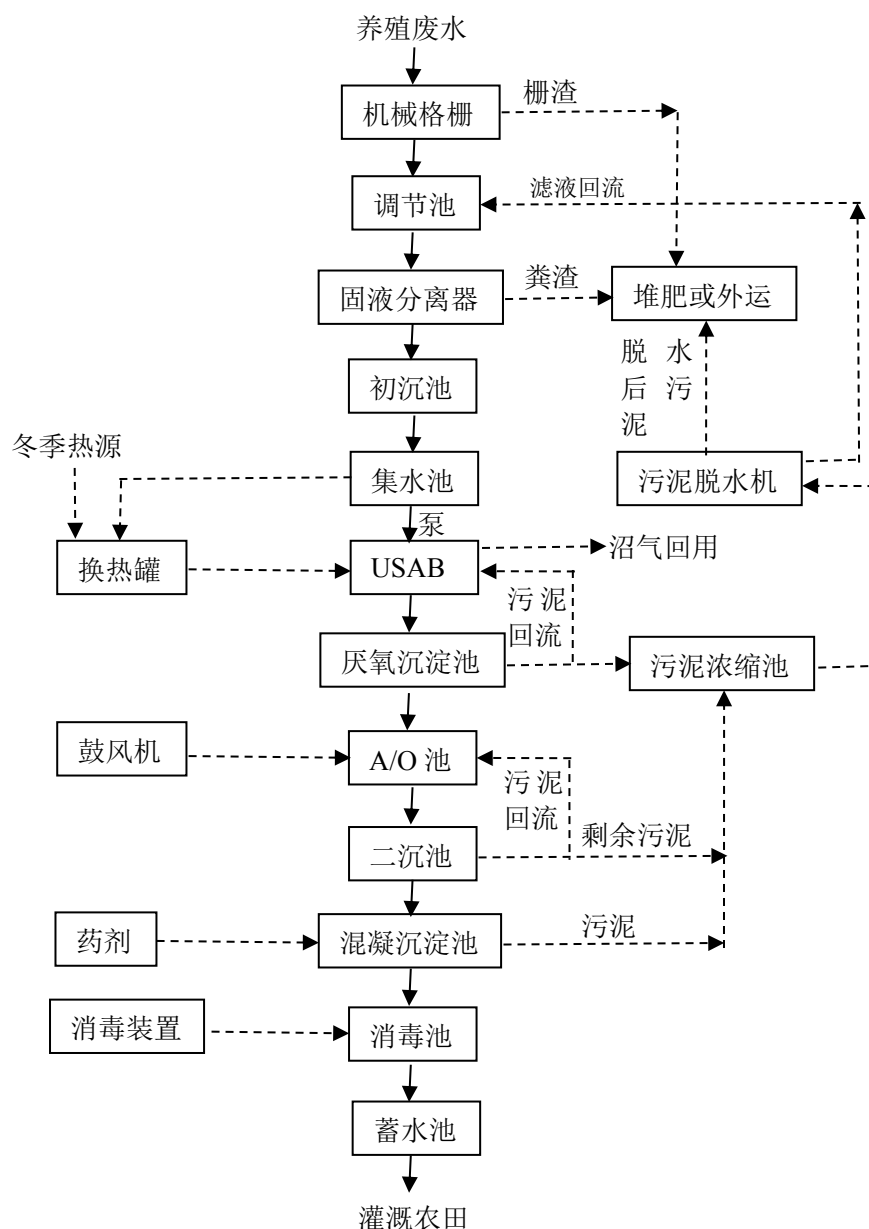 养殖废水
机械格栅
栅渣
调节池
滤液回流
固液分离器
粪渣
堆肥或外运
初沉池
脱 水
后 污
泥
冬季热源
集水池
污泥脱水机
泵
换热罐
USAB
沼气回用
污 泥
回流
厌氧沉淀池
污泥浓缩池
鼓风机
A/O 池
污 泥
回流
二沉池
剩余污泥
药剂
混凝沉淀池
污泥
消毒装置
消毒池
蓄水池
灌溉农田